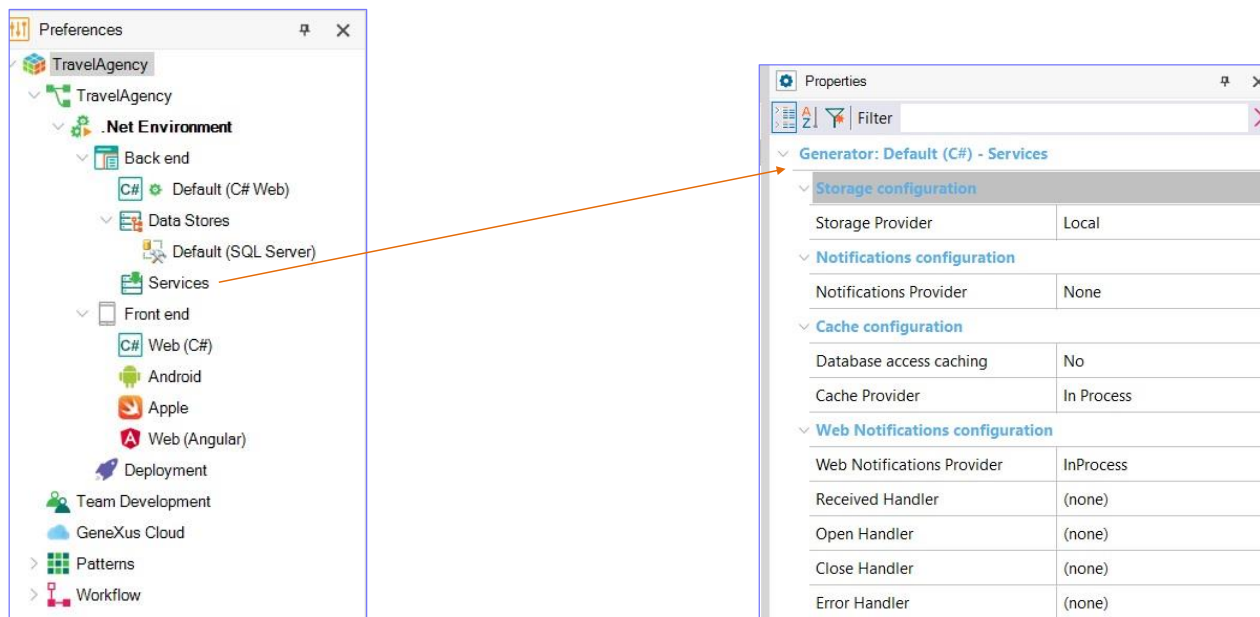 Preferences
TravelAgency
TravelAgency
.Net Environment
Back end
C# Default (C# Web)
Data Stores
Default (SQL Server)
Services
Front end
C# Web (C#)
Android
Apple
Web (Angular)
Deployment
Team Development
GeneXus Cloud
Patterns
Workflow
Properties
Filter
Generator: Default (C#) - Services
Storage configuration
Storage Provider Local
Notifications configuration
Notifications Provider None
Cache configuration
Database access caching No
Cache Provider In Process
Web Notifications configuration
Web Notifications Provider InProcess
Received Handler (none)
Open Handler (none)
Close Handler (none)
Error Handler (none)